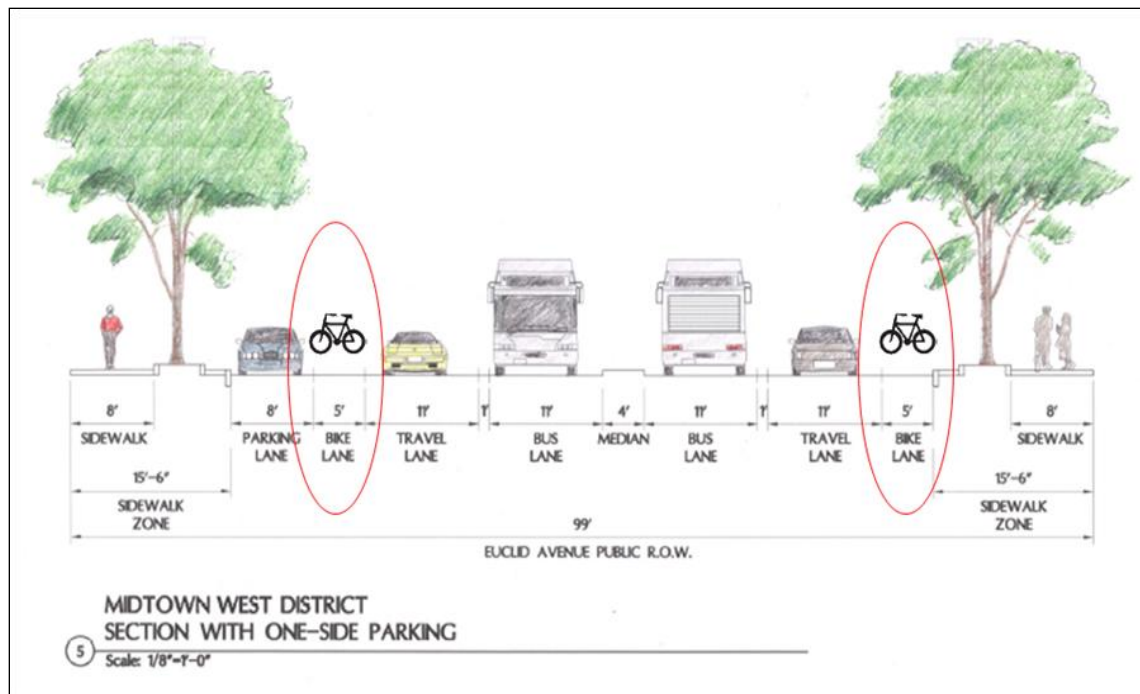 8' 8' 5' 11' 1' 11' 4' 11' 1' 11' 5' 8'
SIDEWALK PARKING LANE BIKE LANE TRAVEL LANE BUS LANE MEDIAN BUS LANE TRAVEL LANE BIKE LANE SIDEWALK
15'-6" 15'-6"
SIDEWALK ZONE SIDEWALK ZONE
99'
EUCLID AVENUE PUBLIC R.O.W.
MIDTOWN WEST DISTRICT
SECTION WITH ONE-SIDE PARKING
5
Scale: 1/8"=1'-0"